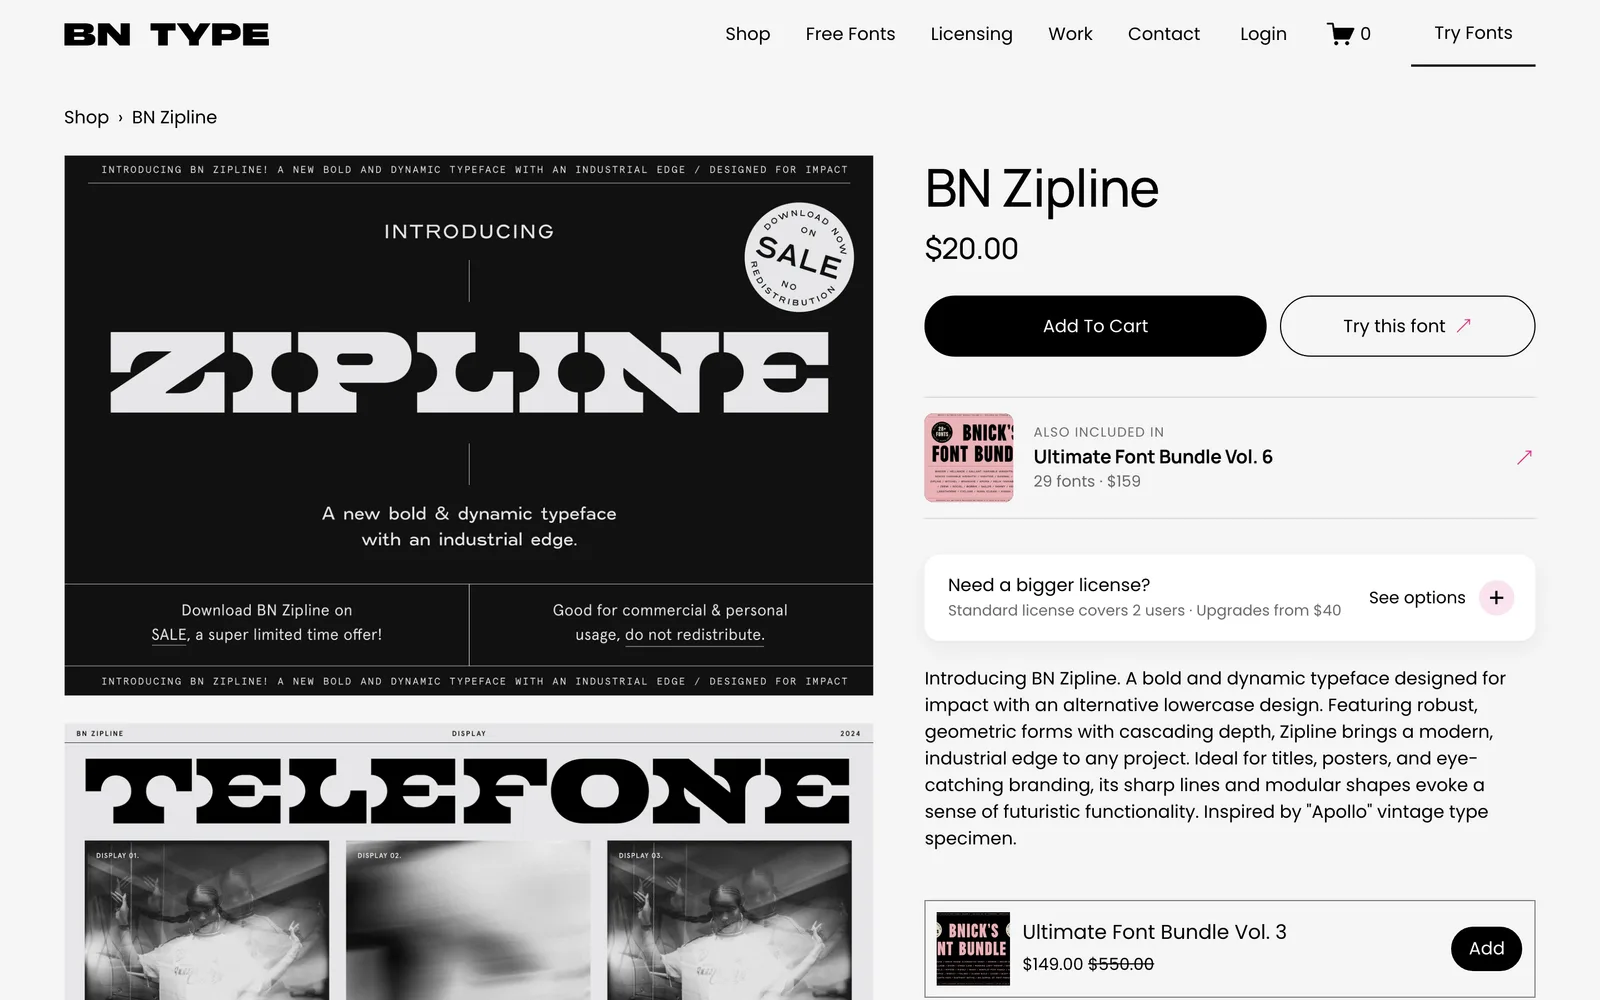 BN TYPE
Shop Free Fonts Licensing Work Contact Login 0 Try Fonts
Shop › BN Zipline
INTRODUCING BN ZIPLINE! A NEW BOLD AND DYNAMIC TYPEFACE WITH AN INDUSTRIAL EDGE / DESIGNED FOR IMPACT
INTRODUCING
DOWNLOAD NOW
ON
SALE
NO
REDISTRIBUTION
ZIPLINE
A new bold & dynamic typeface
with an industrial edge.
Download BN Zipline on
SALE, a super limited time offer!
Good for commercial & personal
usage, do not redistribute.
INTRODUCING BN ZIPLINE! A NEW BOLD AND DYNAMIC TYPEFACE WITH AN INDUSTRIAL EDGE / DESIGNED FOR IMPACT
BN ZIPLINE DISPLAY 2024
TELEFONE
DISPLAY 01. DISPLAY 02. DISPLAY 03.
BN Zipline
$20.00
Add To Cart Try this font
28+
FONTS
BNICK'S
FONT BUND
ALSO INCLUDED IN
Ultimate Font Bundle Vol. 6
29 fonts · $159
Need a bigger license?
Standard license covers 2 users · Upgrades from $40
See options
Introducing BN Zipline. A bold and dynamic typeface designed for
impact with an alternative lowercase design. Featuring robust,
geometric forms with cascading depth, Zipline brings a modern,
industrial edge to any project. Ideal for titles, posters, and eye-
catching branding, its sharp lines and modular shapes evoke a
sense of futuristic functionality. Inspired by "Apollo" vintage type
specimen.
BNICK'S
NT BUNDLE
Ultimate Font Bundle Vol. 3
$149.00 $550.00
Add